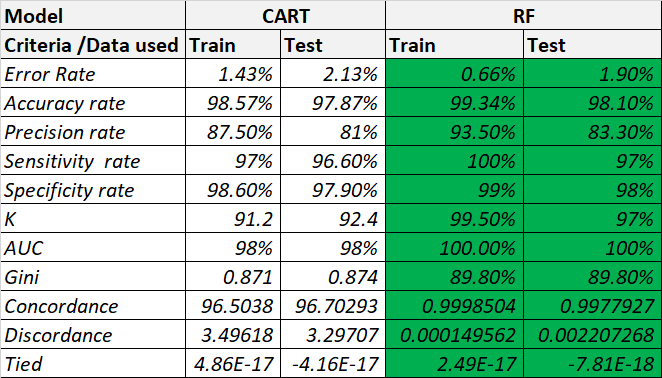 Model CART RF
Criteria /Data used Train Test Train Test
Error Rate 1.43% 2.13% 0.66% 1.90%
Accuracy rate 98.57% 97.87% 99.34% 98.10%
Precision rate 87.50% 81% 93.50% 83.30%
Sensitivity rate 97% 96.60% 100% 97%
Specificity rate 98.60% 97.90% 99% 98%
K 91.2 92.4 99.50% 97%
AUC 98% 98% 100.00% 100%
Gini 0.871 0.874 89.80% 89.80%
Concordance 96.5038 96.70293 0.9998504 0.9977927
Discordance 3.49618 3.29707 0.000149562 0.002207268
Tied 4.86E-17 -4.16E-17 2.49E-17 -7.81E-18